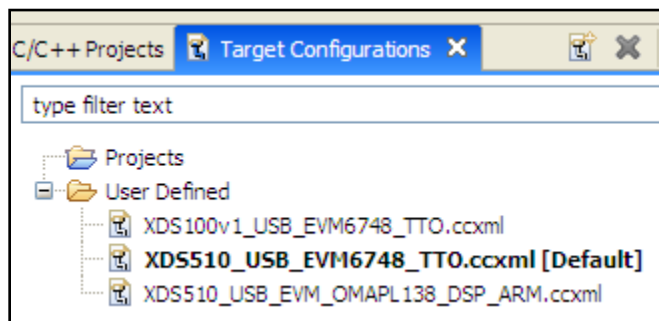 C/C++ Projects Target Configurations
type filter text
Projects
User Defined
XDS100v1_USB_EVM6748_TTO.ccxml
XDS510_USB_EVM6748_TTO.ccxml [Default]
XDS510_USB_EVM_OMAPL138_DSP_ARM.ccxml